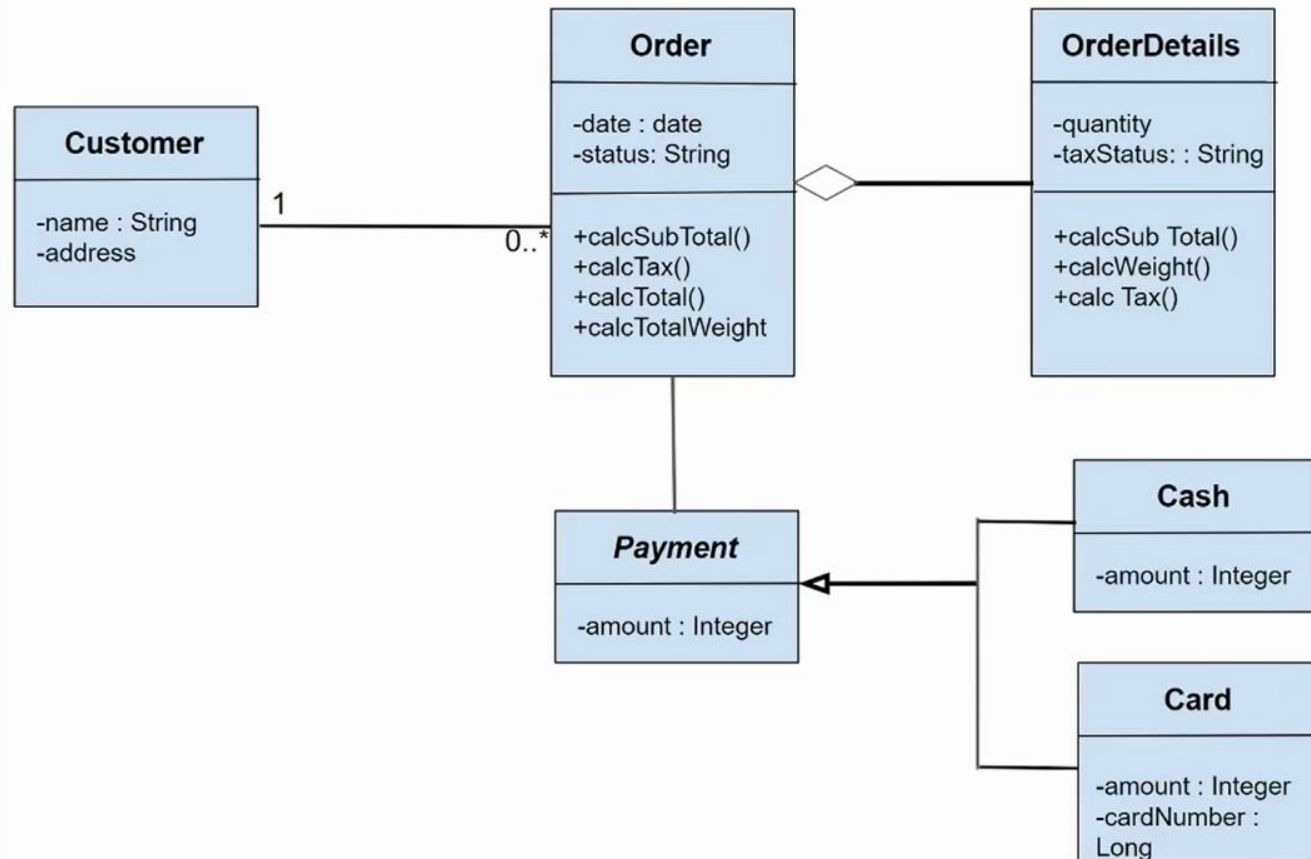 Customer
-name : String
-address
1
0..*
Order
-date : date
-status: String
+calcSubTotal()
+calcTax()
+calcTotal()
+calcTotalWeight
OrderDetails
-quantity
-taxStatus: : String
+calcSub Total()
+calcWeight()
+calc Tax()
Payment
-amount : Integer
Cash
-amount : Integer
Card
-amount : Integer
-cardNumber :
Long